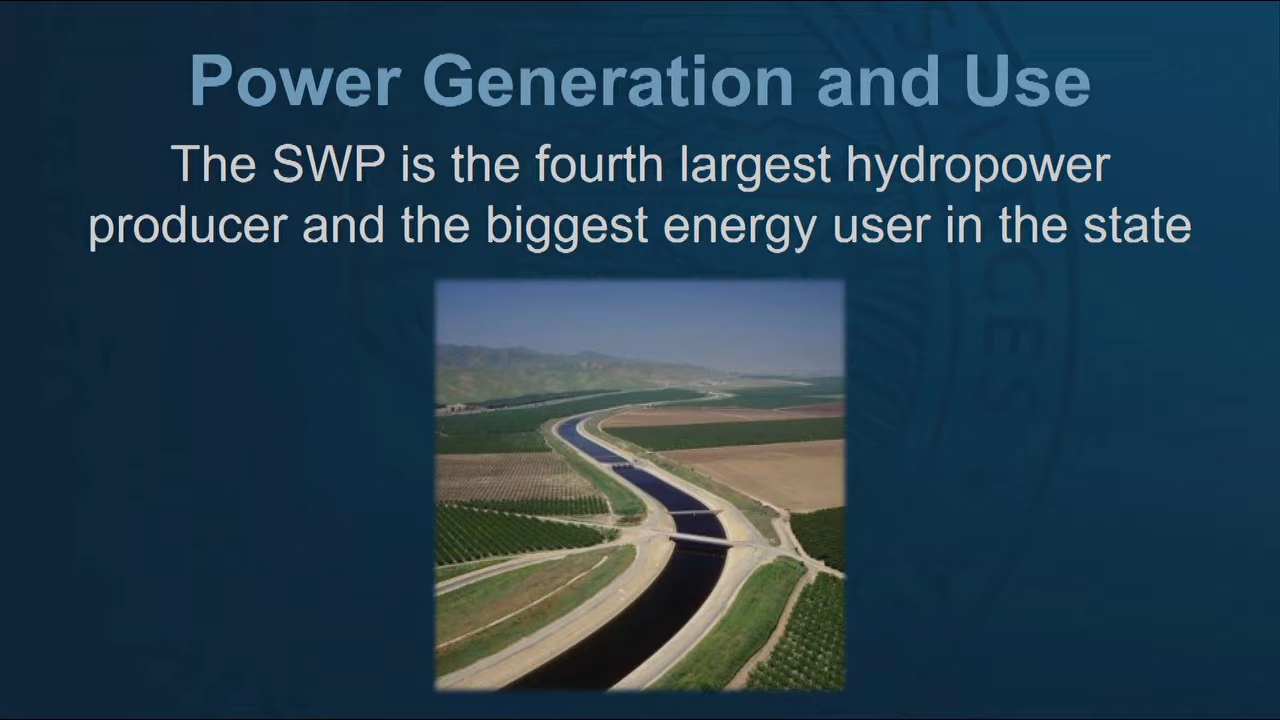 Power Generation and Use
The SWP is the fourth largest hydropower
producer and the biggest energy user in the state